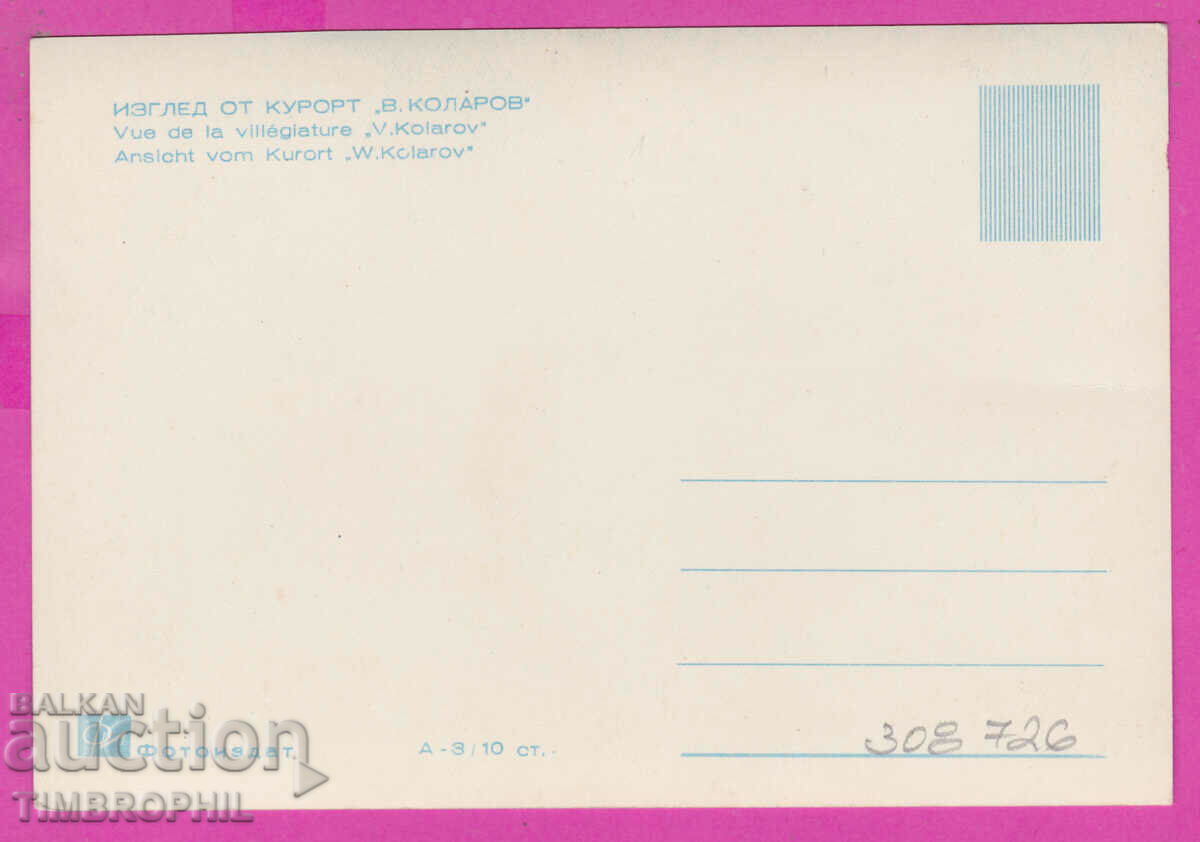 ИЗГЛЕД ОТ КУРОРТ „В. КОЛАРОВ"
Vue de la villégiature „V.Kolarov"
Ansicht vom Kurort „W.Kolarov"
BALKAN
auction
TIMBROPHIL
Фотоиздат.
А - 3 / 10 ст. -
308 726